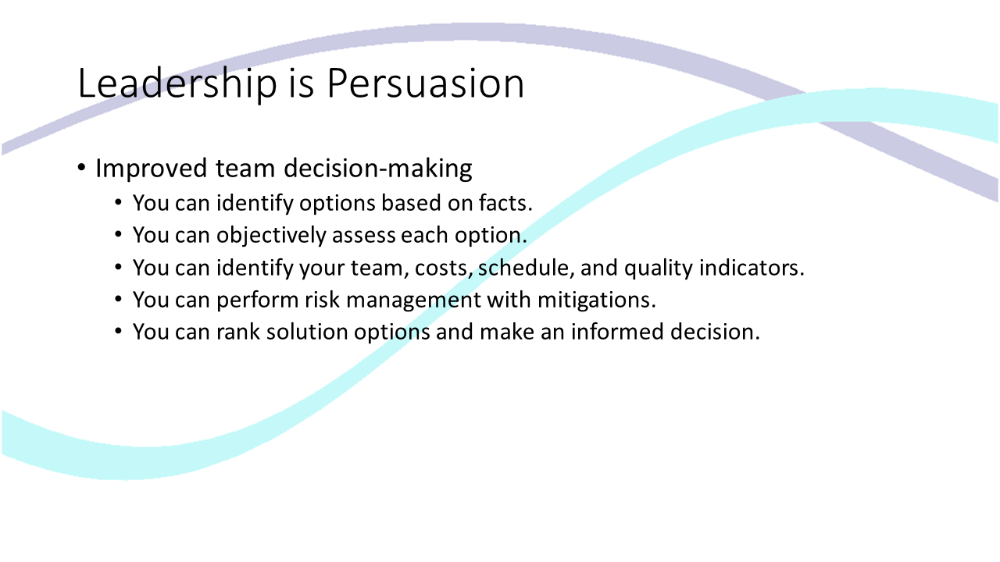 Leadership is Persuasion
• Improved team decision-making
• You can identify options based on facts.
• You can objectively assess each option.
• You can identify your team, costs, schedule, and quality indicators.
• You can perform risk management with mitigations.
• You can rank solution options and make an informed decision.